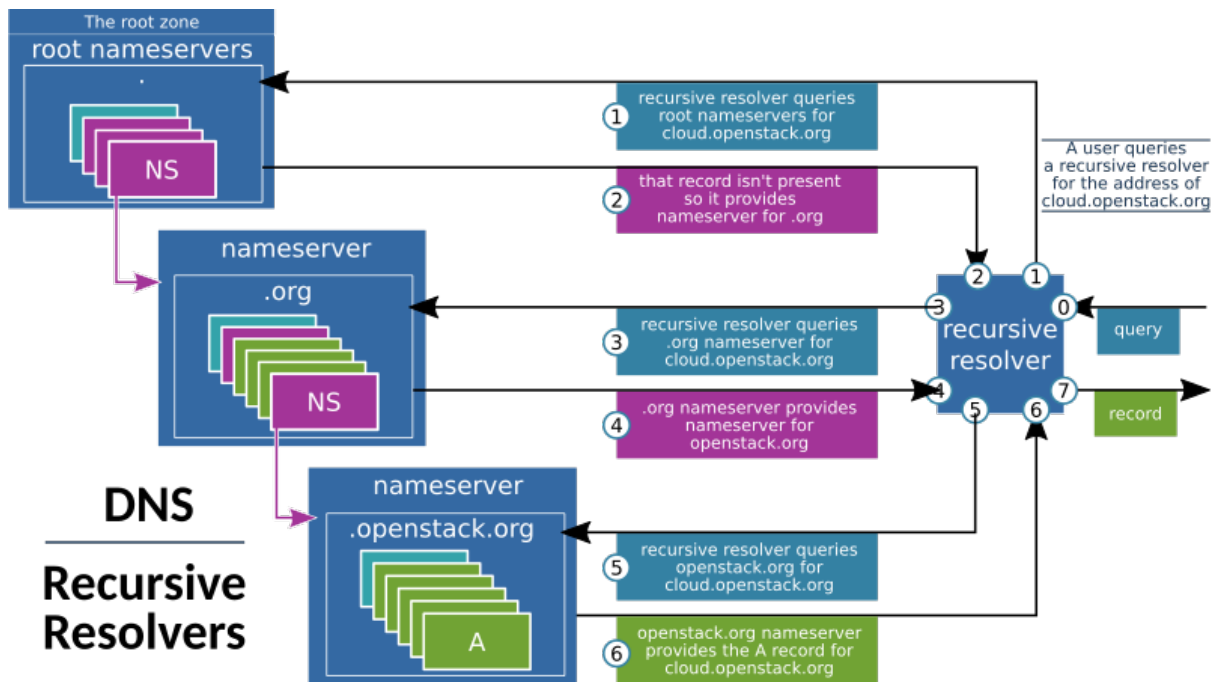 The root zone
root nameservers
.
NS
1
recursive resolver queries
root nameservers for
cloud.openstack.org
2
that record isn't present
so it provides
nameserver for .org
A user queries
a recursive resolver
for the address of
cloud.openstack.org
nameserver
.org
NS
3
recursive resolver queries
.org nameserver for
cloud.openstack.org
4
.org nameserver provides
nameserver for
openstack.org
2
1
3
0
recursive
resolver
4
7
5
6
query
record
DNS
Recursive
Resolvers
nameserver
.openstack.org
A
5
recursive resolver queries
openstack.org for
cloud.openstack.org
6
openstack.org nameserver
provides the A record for
cloud.openstack.org